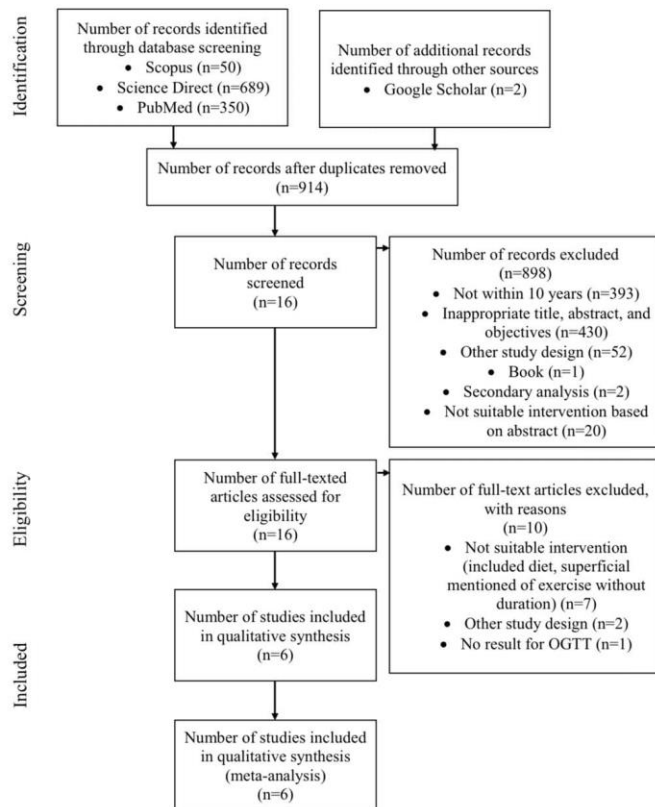 Identification
Number of records identified
through database screening
• Scopus (n=50)
• Science Direct (n=689)
• PubMed (n=350)
Number of additional records
identified through other sources
• Google Scholar (n=2)
Number of records after duplicates removed
(n=914)
Screening
Number of records
screened
(n=16)
Number of records excluded
(n=898)
• Not within 10 years (n=393)
• Inappropriate title, abstract, and
objectives (n=430)
• Other study design (n=52)
• Book (n=1)
• Secondary analysis (n=2)
• Not suitable intervention based
on abstract (n=20)
Eligibility
Number of full-texted
articles assessed for
eligibility
(n=16)
Number of full-text articles excluded,
with reasons
(n=10)
• Not suitable intervention
(included diet, superficial
mentioned of exercise without
duration) (n=7)
• Other study design (n=2)
• No result for OGTT (n=1)
Included
Number of studies included
in qualitative synthesis
(n=6)
Number of studies included
in qualitative synthesis
(meta-analysis)
(n=6)